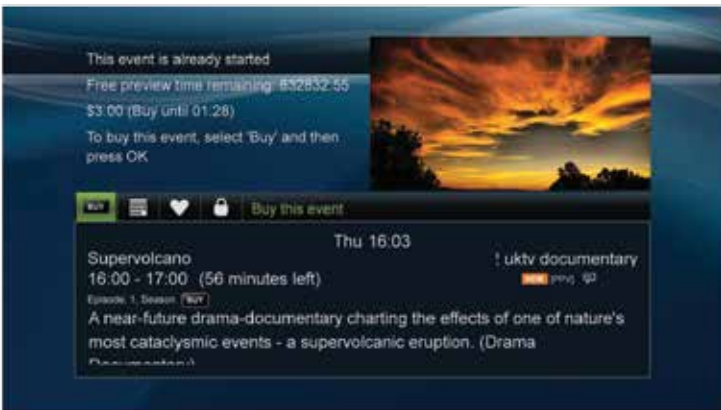 This event is already started
Free preview time remaining: 632832:55
$3.00 (Buy until 01:28)
To buy this event, select 'Buy' and then
press OK
BUY
Buy this event
Thu 16:03
Supervolcano
! uktv documentary
16:00 - 17:00 (56 minutes left)
NEW
Episode, 1, Season, BUY
A near-future drama-documentary charting the effects of one of nature's
most cataclysmic events - a supervolcanic eruption. (Drama
Documentary)